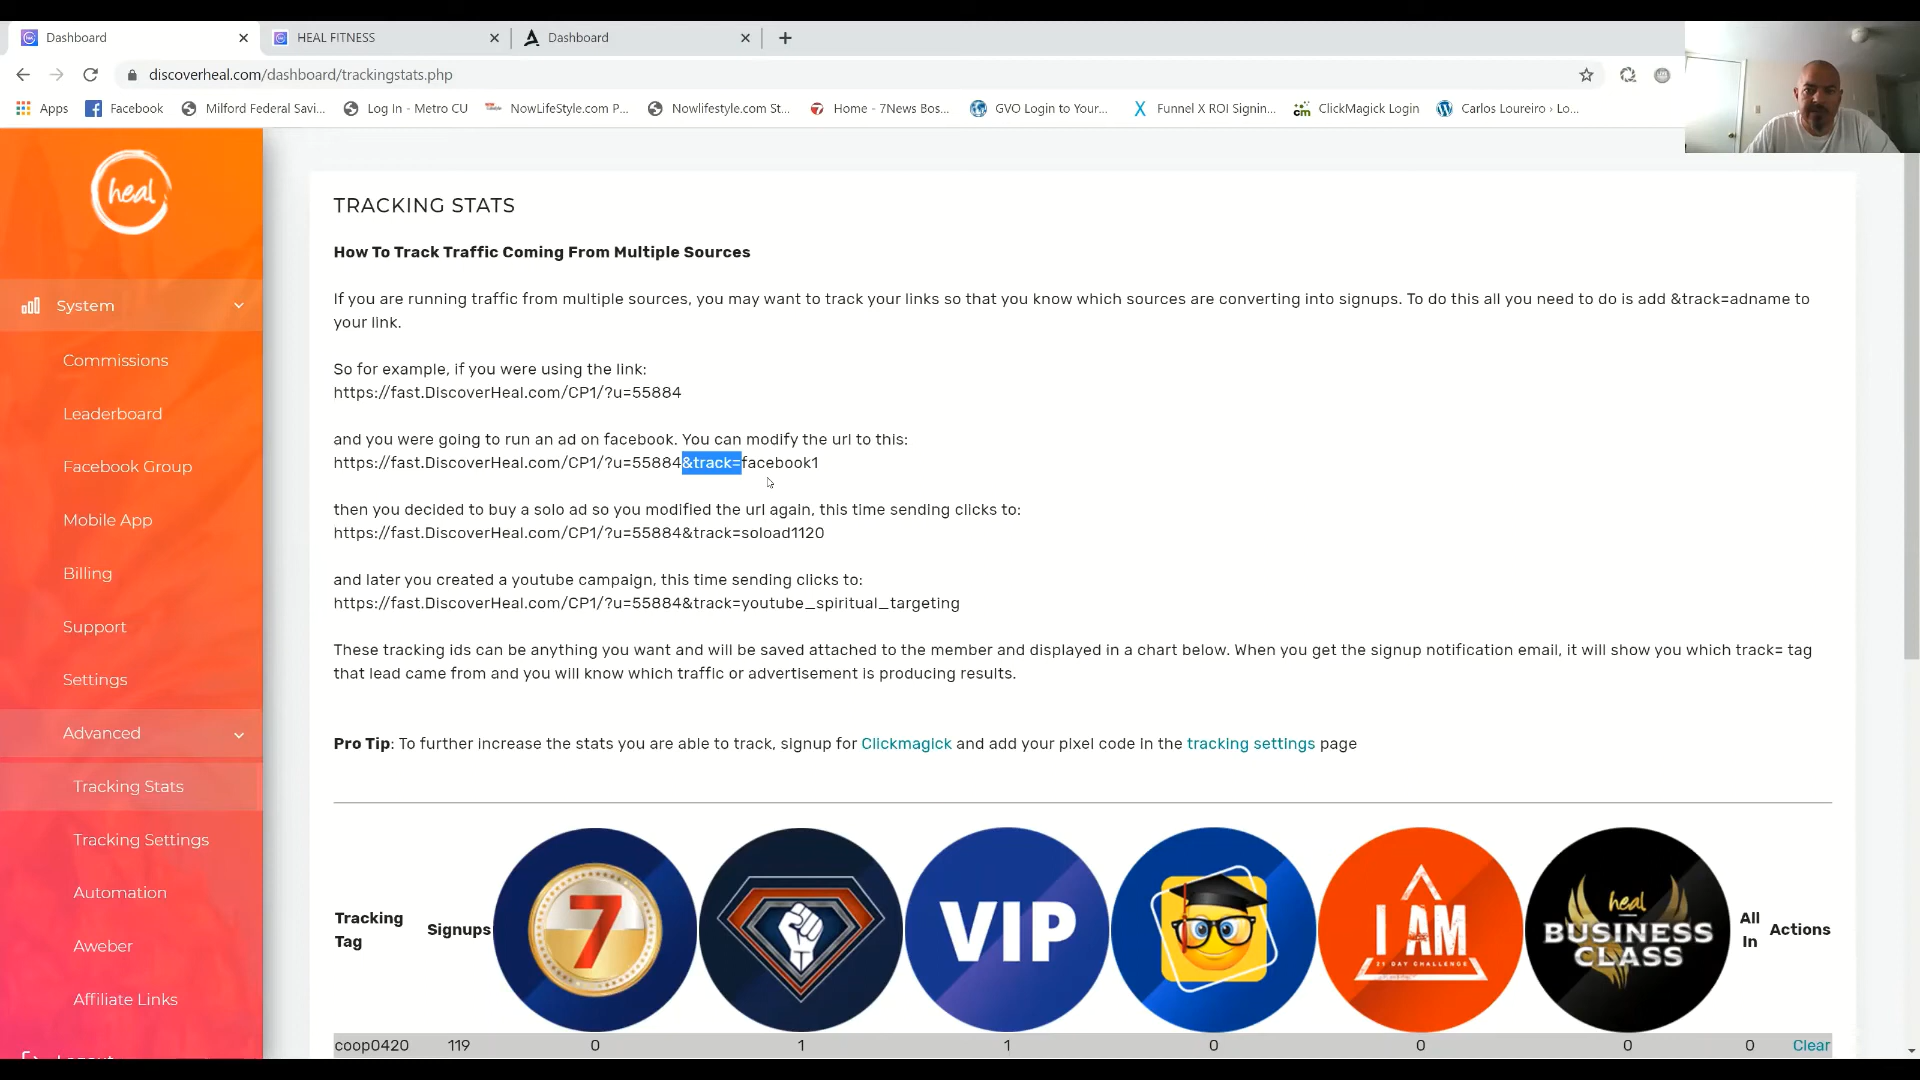 Dashboard
HEAL FITNESS
Dashboard
discoverheal.com/dashboard/trackingstats.php
Apps
Facebook
Milford Federal Savi...
Log In - Metro CU
NowLifeStyle.com P...
Nowlifestyle.com St...
Home - 7News Bos...
GVO Login to Your...
Funnel X ROI Signin...
ClickMagick Login
Carlos Loureiro › Lo...
heal
System
Commissions
Leaderboard
Facebook Group
Mobile App
Billing
Support
Settings
Advanced
Tracking Stats
Tracking Settings
Automation
Aweber
Affiliate Links
TRACKING STATS
How To Track Traffic Coming From Multiple Sources
If you are running traffic from multiple sources, you may want to track your links so that you know which sources are converting into signups. To do this all you need to do is add &track=adname to
your link.
So for example, if you were using the link:
https://fast.DiscoverHeal.com/CP1/?u=55884
and you were going to run an ad on facebook. You can modify the url to this:
https://fast.DiscoverHeal.com/CP1/?u=55884&track=facebook1
then you decided to buy a solo ad so you modified the url again, this time sending clicks to:
https://fast.DiscoverHeal.com/CP1/?u=55884&track=soload1120
and later you created a youtube campaign, this time sending clicks to:
https://fast.DiscoverHeal.com/CP1/?u=55884&track=youtube_spiritual_targeting
These tracking ids can be anything you want and will be saved attached to the member and displayed in a chart below. When you get the signup notification email, it will show you which track= tag
that lead came from and you will know which traffic or advertisement is producing results.
Pro Tip: To further increase the stats you are able to track, signup for Clickmagick and add your pixel code in the tracking settings page
Tracking
Tag
Signups
7
VIP
I AM
21 DAY CHALLENGE
heal
BUSINESS
CLASS
All
In
Actions
coop0420 119 0 1 1 0 0 0 0 Clear